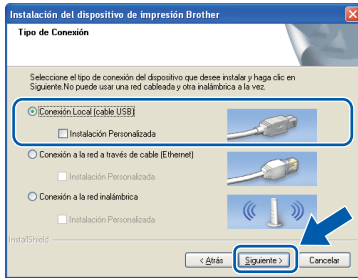 Instalación del dispositivo de impresión Brother
Tipo de Conexión
Seleccione el tipo de conexión del dispositivo que desee instalar y haga clic en
Siguiente.No puede usar una red cableada y otra inalámbrica a la vez.
Conexión Local (cable USB)
Instalación Personalizada
Conexión a la red a través de cable (Ethernet)
Instalación Personalizada
Conexión a la red inalámbrica
Instalación Personalizada
InstallShield
< Atrás Siguiente > Cancelar